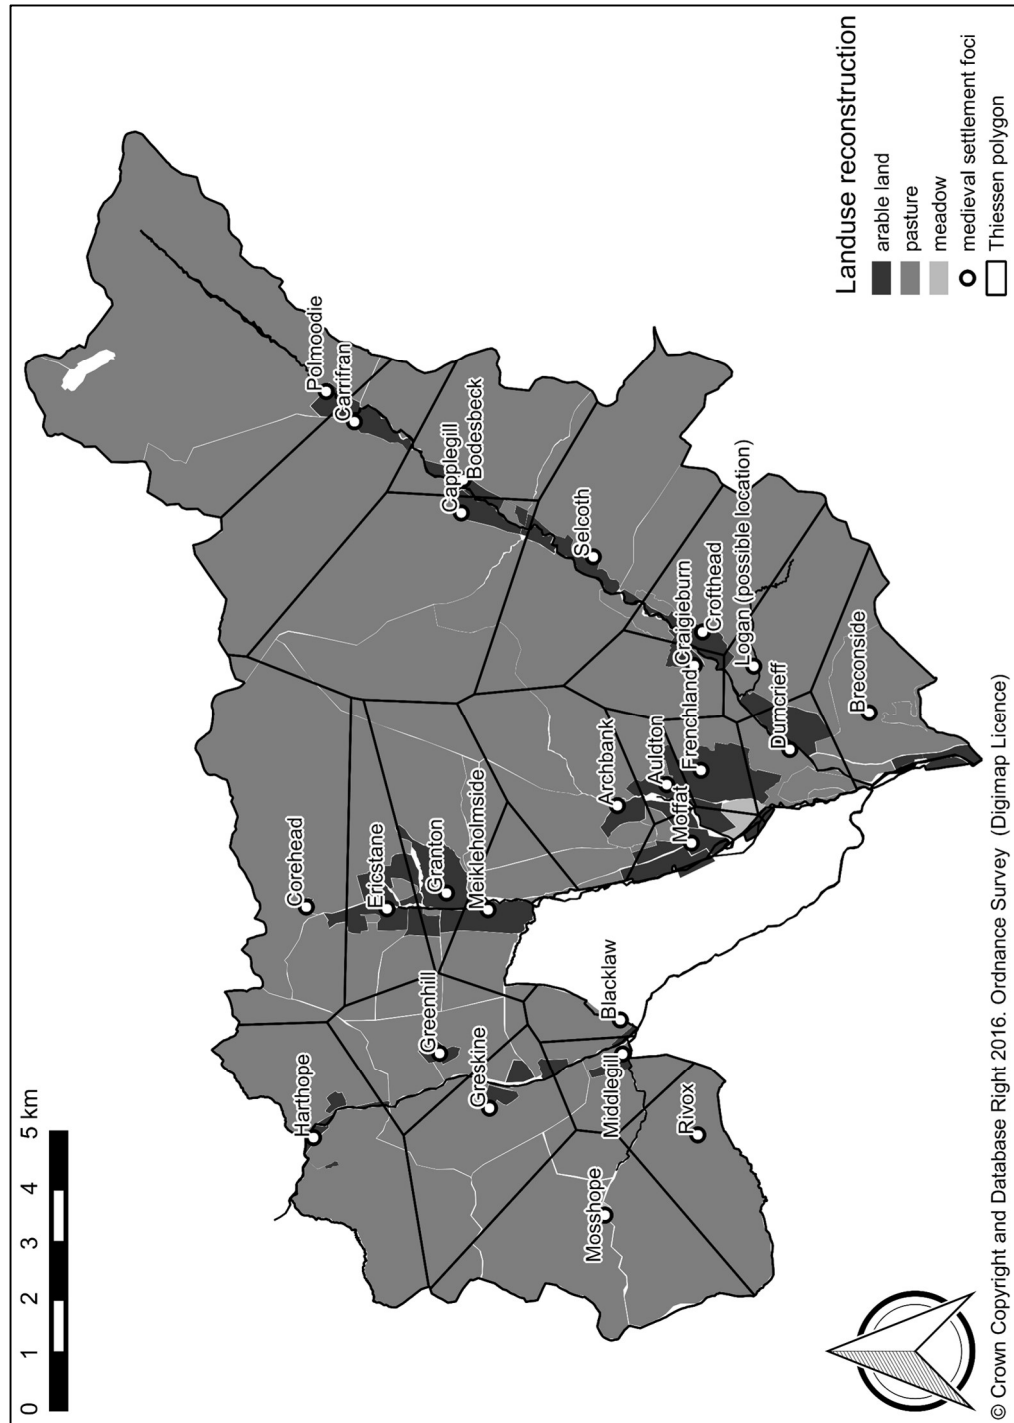 0 1 2 3 4 5 km
Harthope
Corehead
Polmoodie
Carrifran
Ericstane
Greenhill
Granton
Capplegill
Bodesbeck
Greskine
Meikleholmside
Selcoth
Mosshope
Middlegill
Blacklaw
Archbank
Auldton
Rivox
Moffat
Frenchland
Craigieburn
Crofthead
Logan (possible location)
Dumcrieff
Breconside
Landuse reconstruction
arable land
pasture
meadow
medieval settlement foci
Thiessen polygon
© Crown Copyright and Database Right 2016. Ordnance Survey (Digimap Licence)